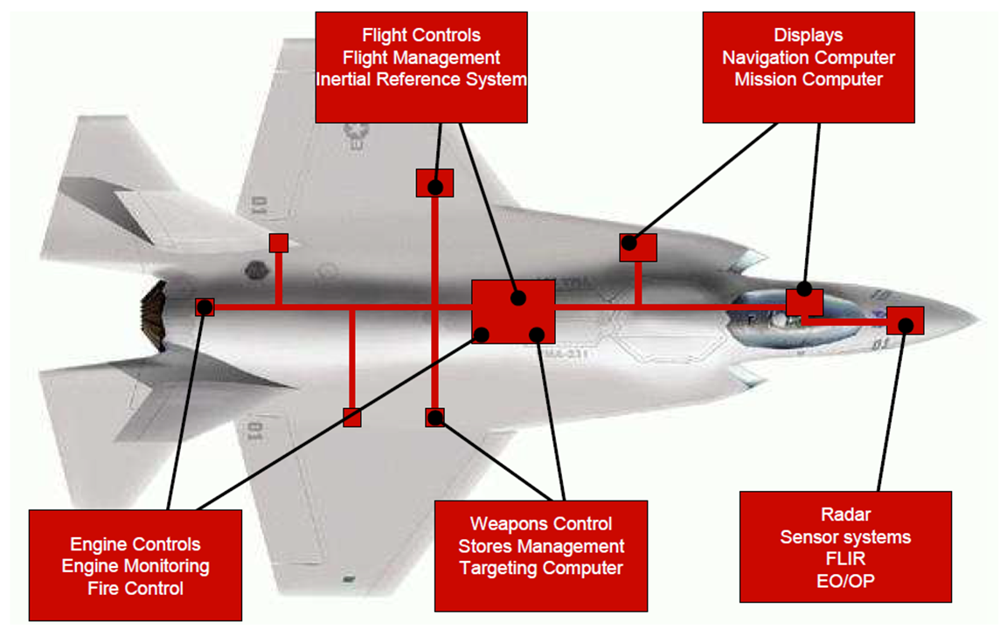 Flight Controls
Flight Management
Inertial Reference System
Displays
Navigation Computer
Mission Computer
01
01
01
Engine Controls
Engine Monitoring
Fire Control
Weapons Control
Stores Management
Targeting Computer
Radar
Sensor systems
FLIR
EO/OP